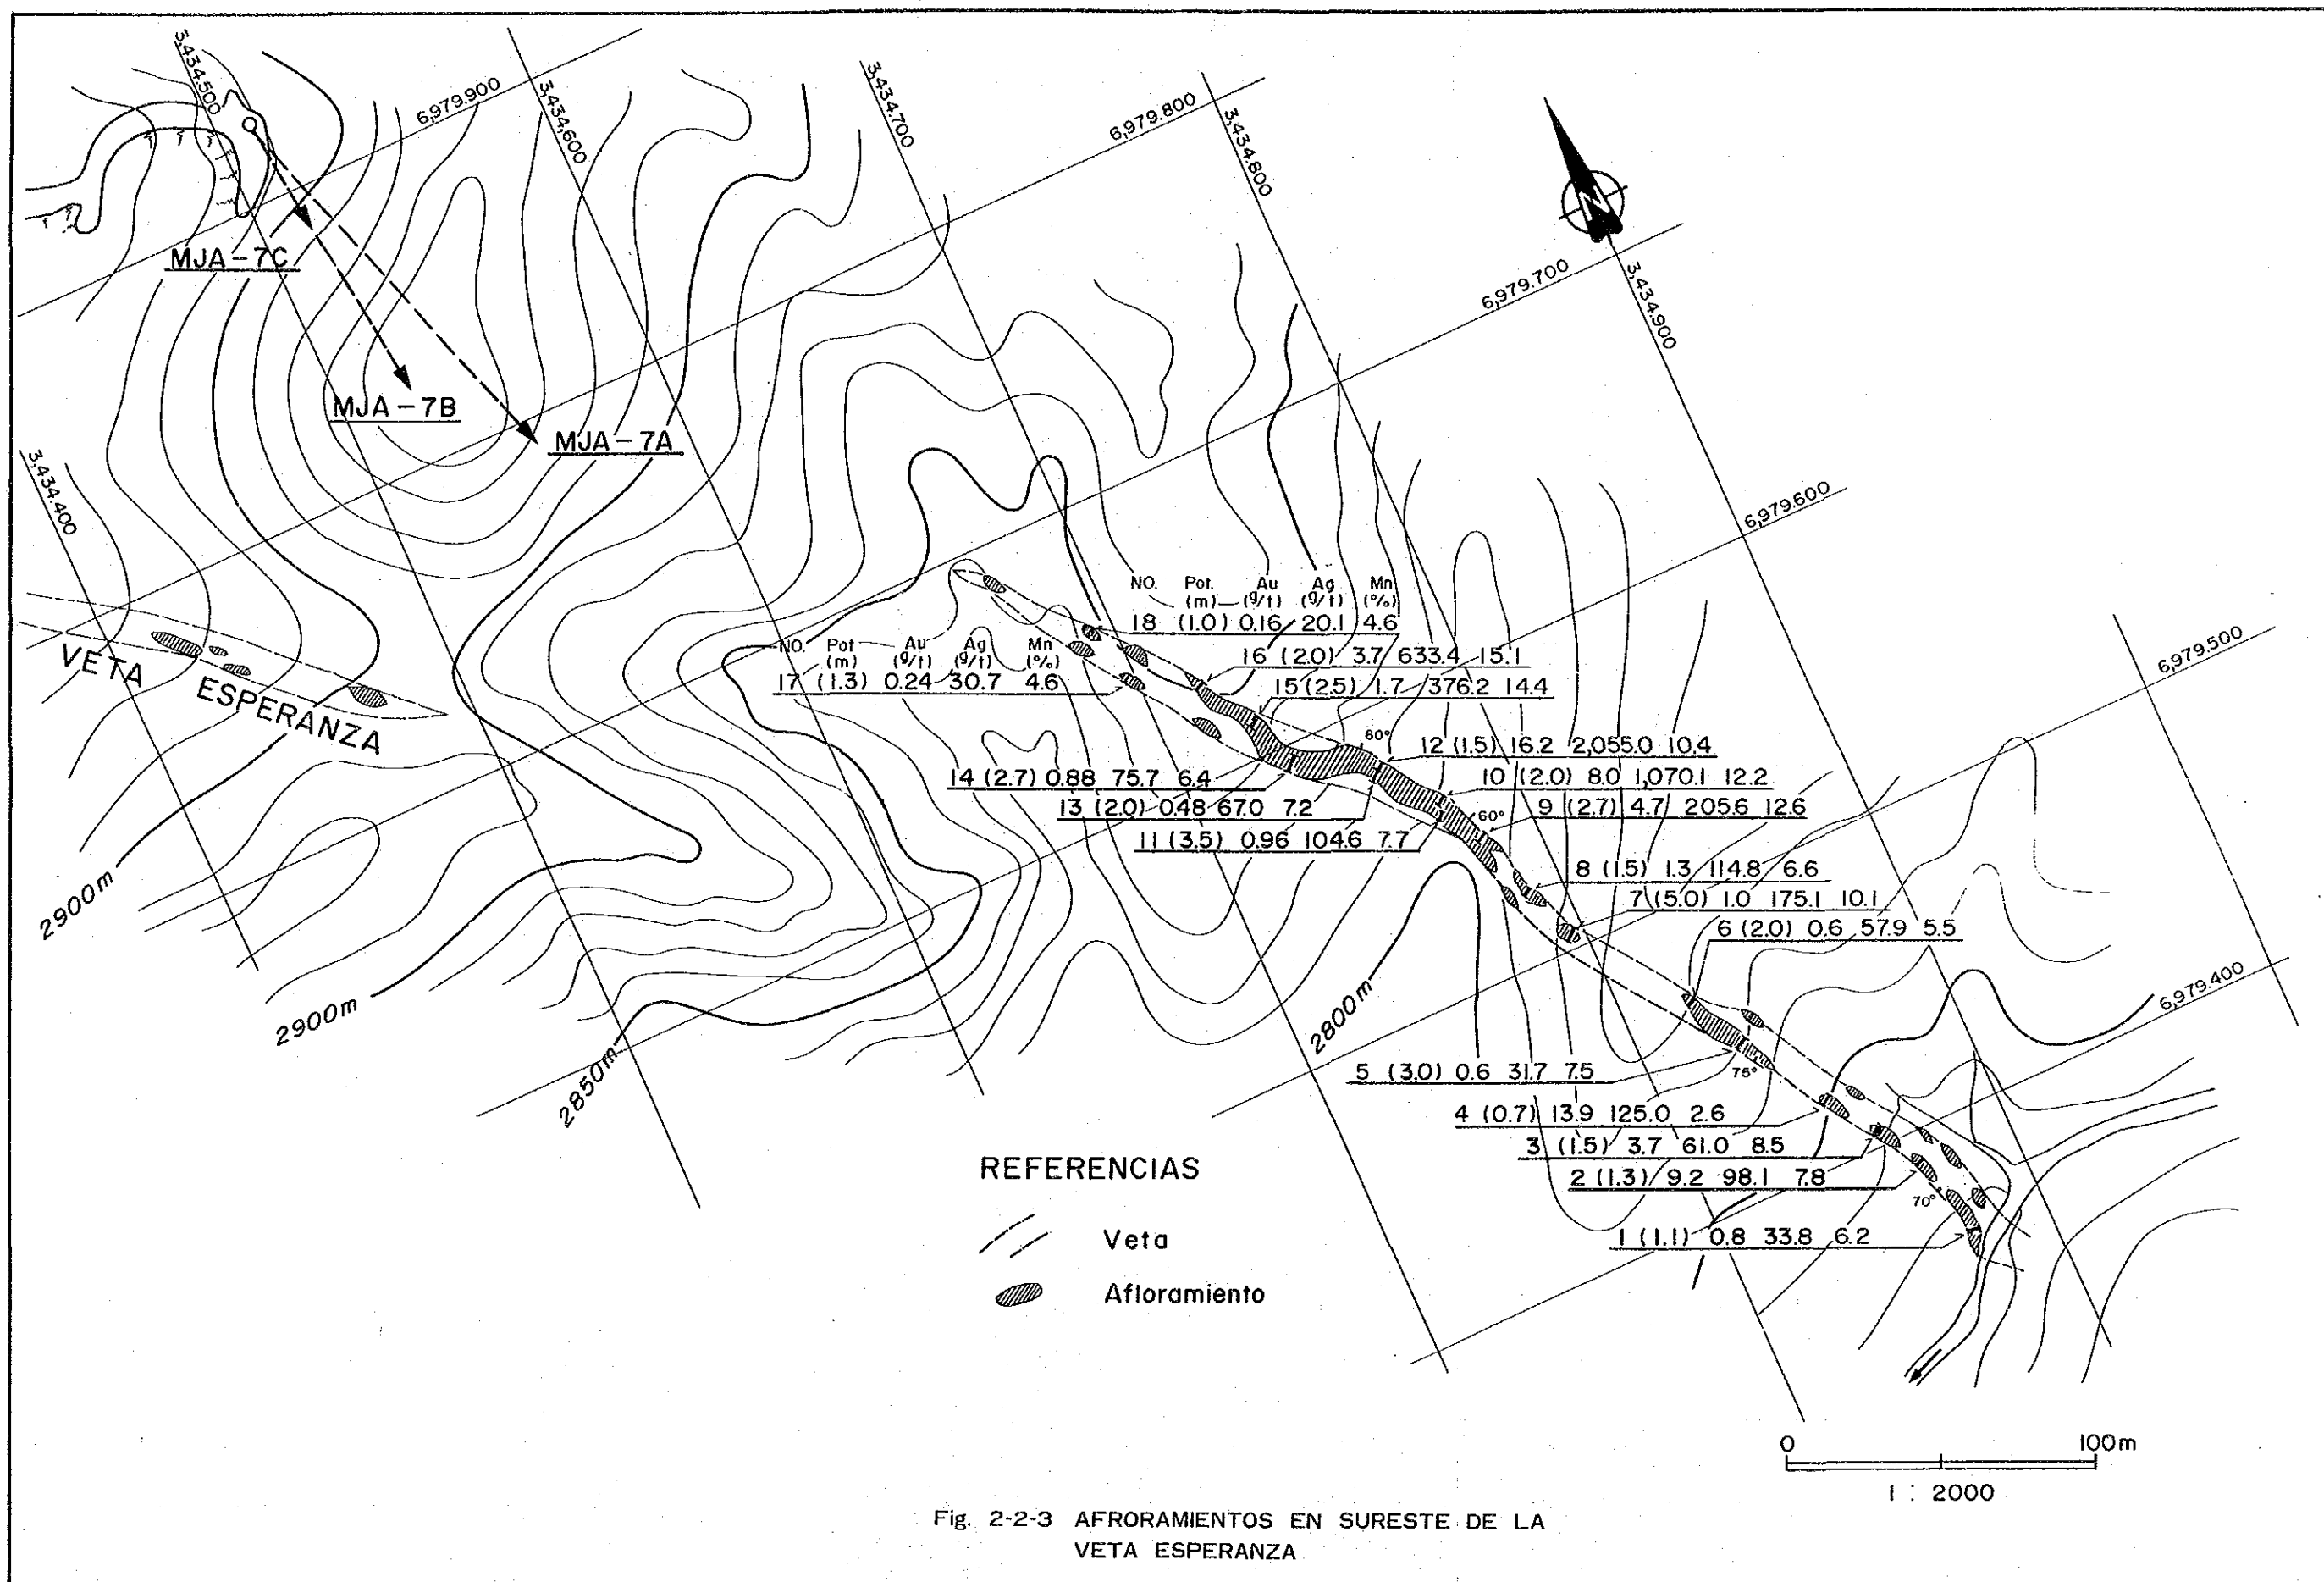 3,434.500
6,979.900
3,434,600
3,434.700
6,979.800
3,434.800
6,979.700
3,434.900
N
MJA-7C
MJA-7B
MJA-7A
3,434.400
6,979.600
6,979.500
6,979.400
VETA ESPERANZA
NO. Pot. Au Ag Mn
(m) (g/t) (g/t) (%)
18 (1.0) 0.16 20.1 4.6
16 (2.0) 3.7 633.4 15.1
15 (2.5) 1.7 376.2 14.4
NO. Pot Au Ag Mn
(m) (g/t) (g/t) (%)
17 (1.3) 0.24 30.7 4.6
60°
12 (1.5) 16.2 2,055.0 10.4
10 (2.0) 8.0 1,070.1 12.2
9 (2.7) 4.7 205.6 12.6
14 (2.7) 0.88 75.7 6.4
13 (2.0) 0.48 67.0 7.2
11 (3.5) 0.96 104.6 7.7
60°
8 (1.5) 1.3 114.8 6.6
7 (5.0) 1.0 175.1 10.1
6 (2.0) 0.6 57.9 5.5
2900m
2900m
2850m
2800m
5 (3.0) 0.6 31.7 7.5
75°
4 (0.7) 13.9 125.0 2.6
3 (1.5) 3.7 61.0 8.5
2 (1.3) 9.2 98.1 7.8
70°
1 (1.1) 0.8 33.8 6.2
REFERENCIAS
Veta
Afloramiento
0 100m
1 : 2000
Fig. 2-2-3 AFRORAMIENTOS EN SURESTE DE LA
VETA ESPERANZA